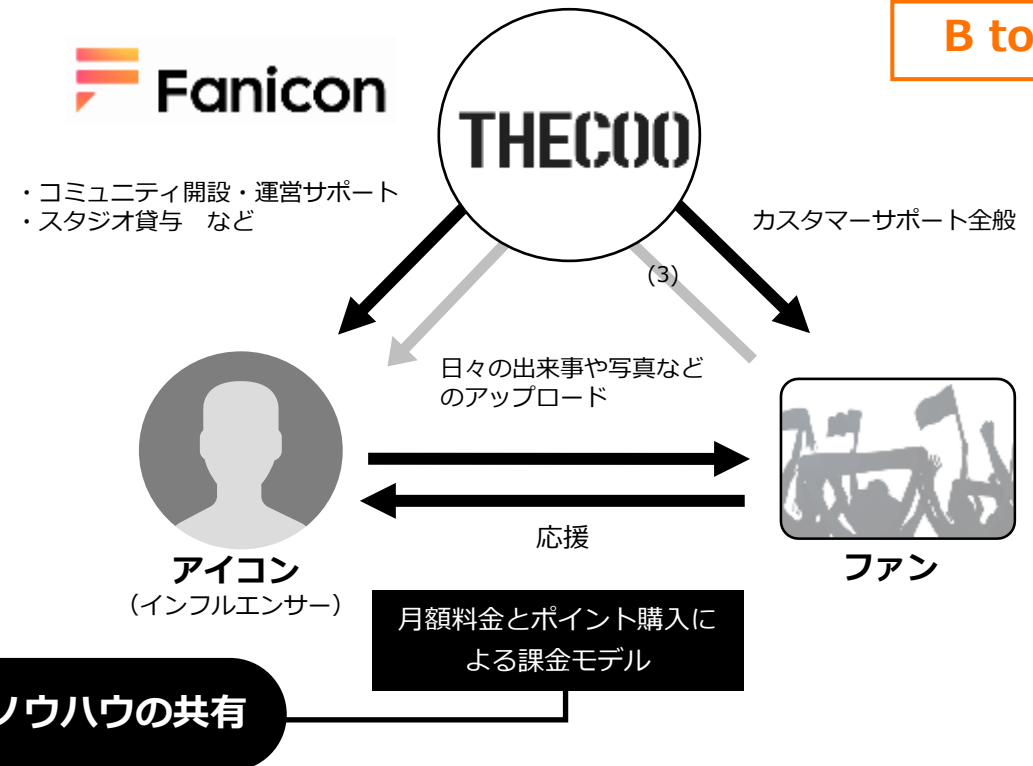 B to
Fanicon
THECOO
・コミュニティ開設・運営サポート
・スタジオ貸与　など
カスタマーサポート全般
(3)
日々の出来事や写真など
のアップロード
応援
アイコン
（インフルエンサー）
ファン
月額料金とポイント購入に
よる課金モデル
ノウハウの共有